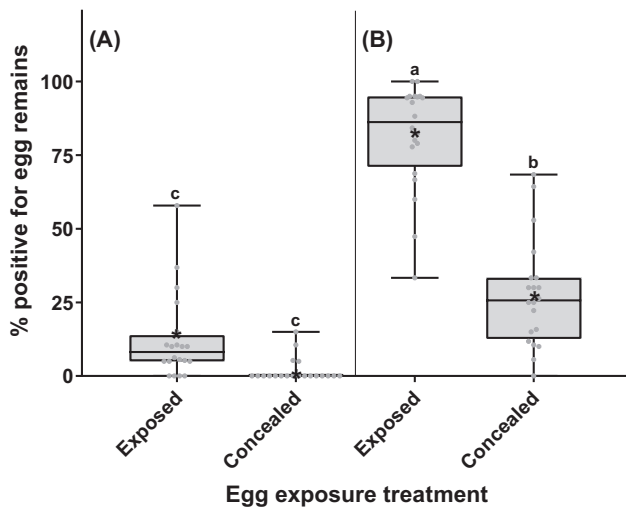 (A)
(B)
% positive for egg remains
100
75
50
25
0
c
c
a
b
*
*
*
*
Exposed
Concealed
Exposed
Concealed
Egg exposure treatment